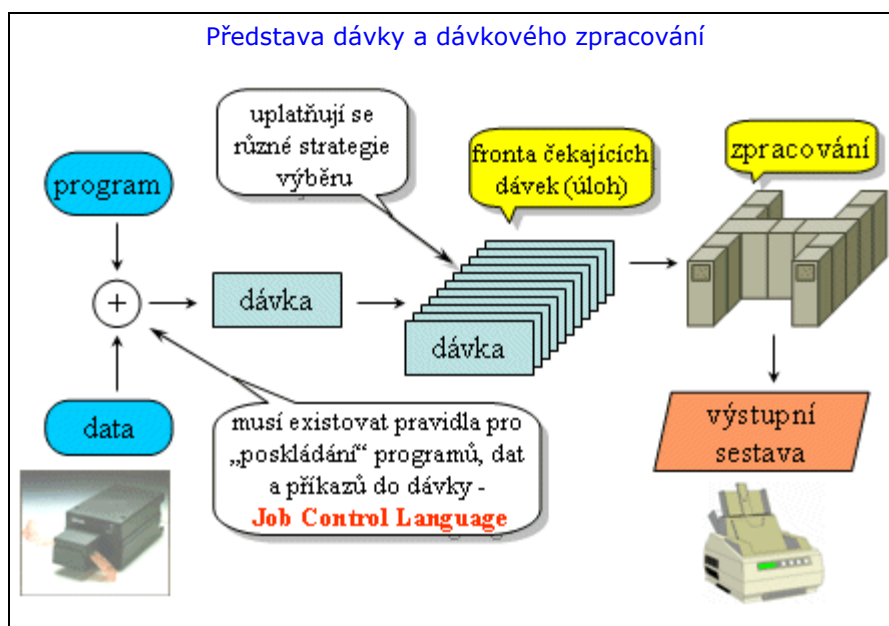 Představa dávky a dávkového zpracování
uplatňují se
různé strategie
výběru
fronta čekajících
dávek (úloh)
zpracování
program
+
dávka
dávka
data
musí existovat pravidla pro
„poskládání“ programů, dat
a příkazů do dávky -
Job Control Language
výstupní
sestava